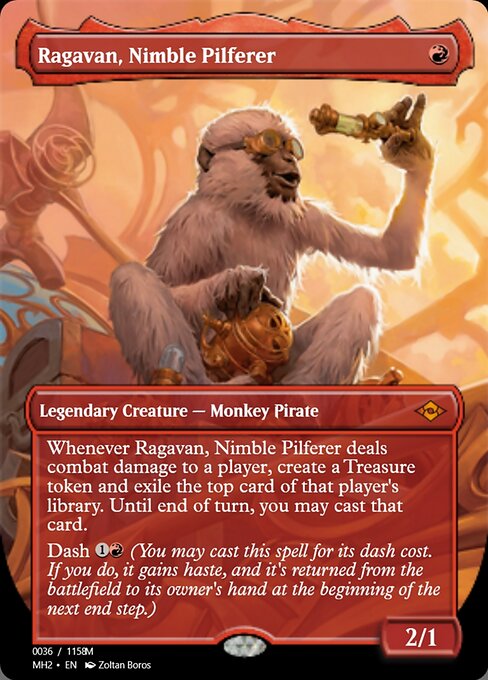 Ragavan, Nimble Pilferer
Legendary Creature — Monkey Pirate
Whenever Ragavan, Nimble Pilferer deals
combat damage to a player, create a Treasure
token and exile the top card of that player's
library. Until end of turn, you may cast that
card.
Dash 1 (You may cast this spell for its dash cost.
If you do, it gains haste, and it's returned from the
battlefield to its owner's hand at the beginning of the
next end step.)
2/1
0036 / 1158M
MH2 • EN Zoltan Boros